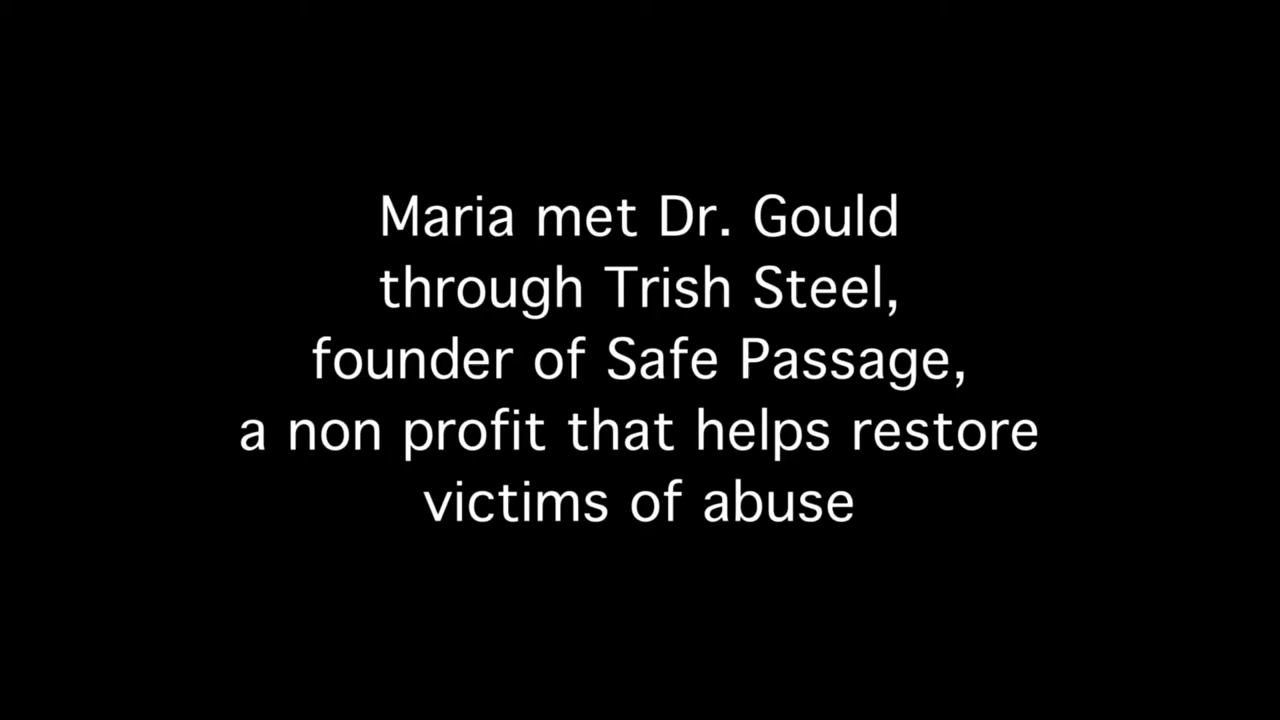 Maria met Dr. Gould
through Trish Steel,
founder of Safe Passage,
a non profit that helps restore
victims of abuse